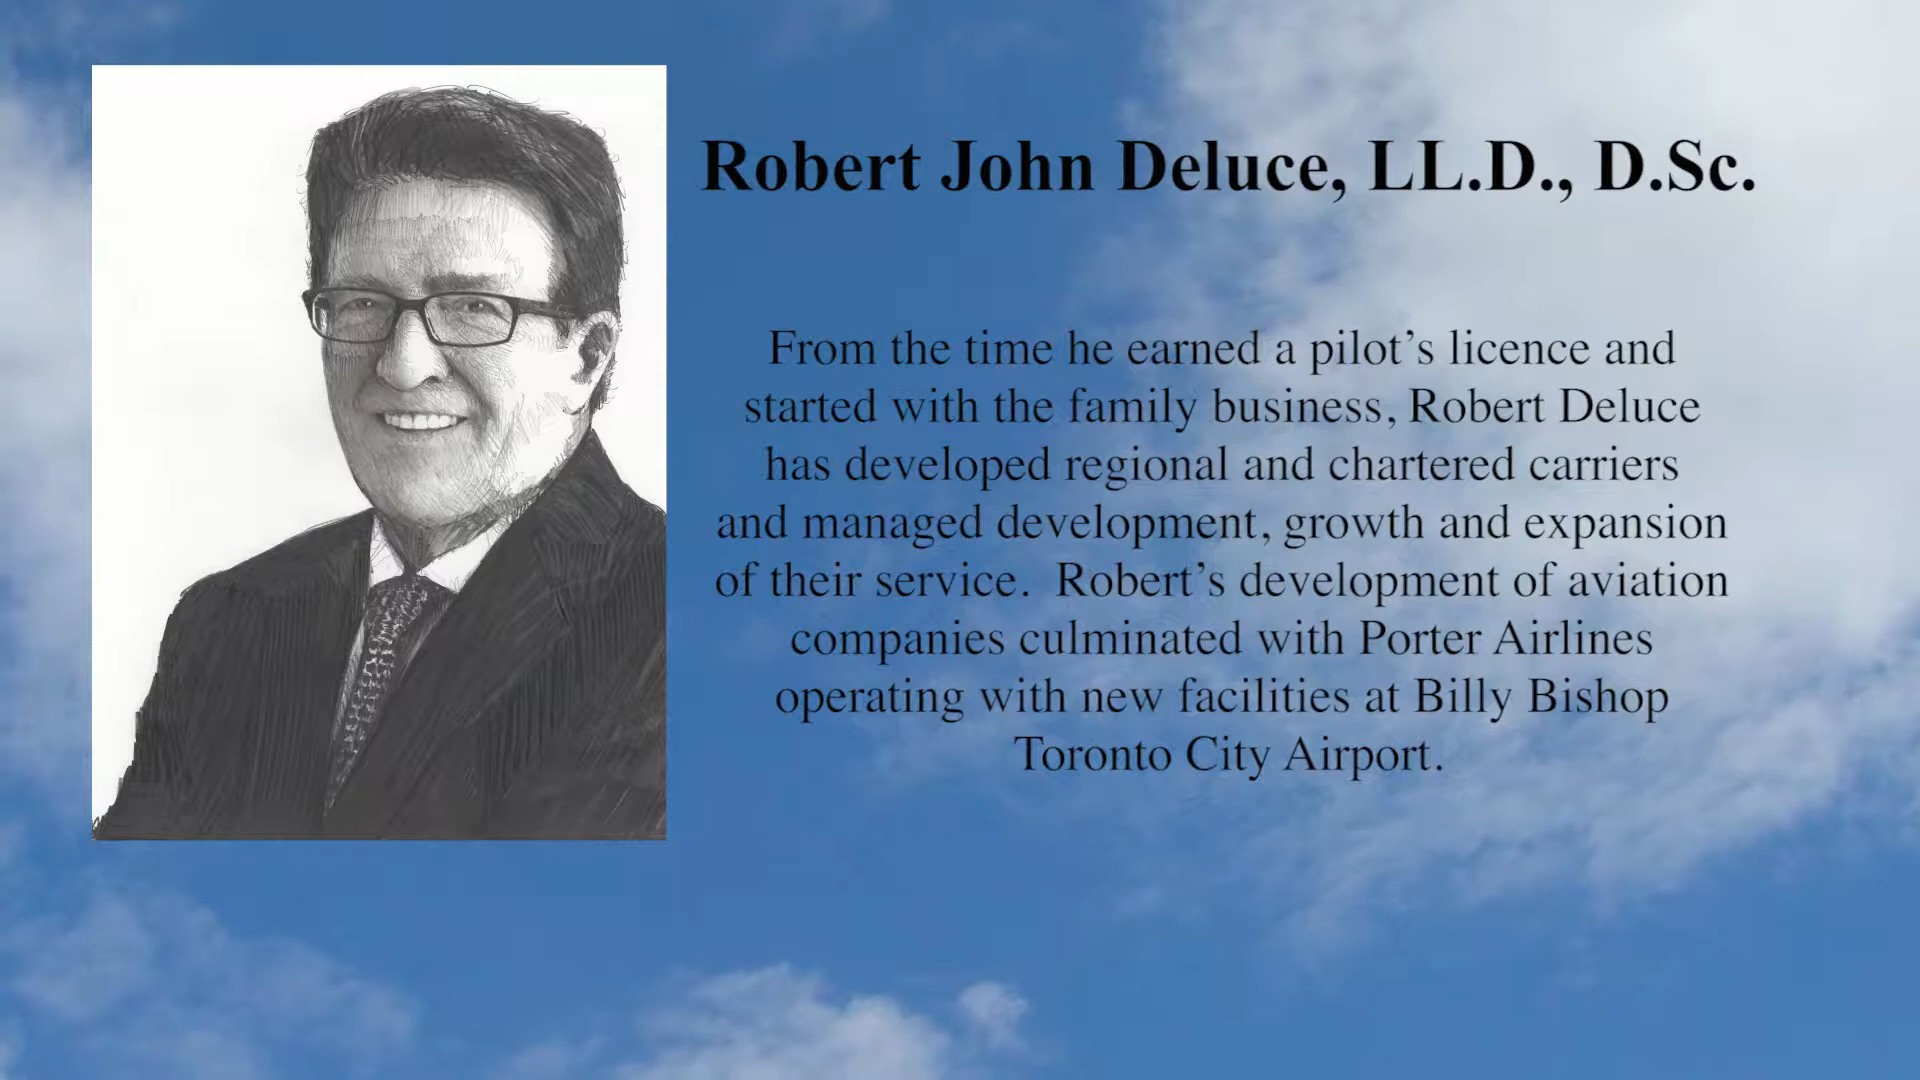 Robert John Deluce, LL.D., D.Sc.
From the time he earned a pilot’s licence and
started with the family business, Robert Deluce
has developed regional and chartered carriers
and managed development, growth and expansion
of their service.  Robert’s development of aviation
companies culminated with Porter Airlines
operating with new facilities at Billy Bishop
Toronto City Airport.